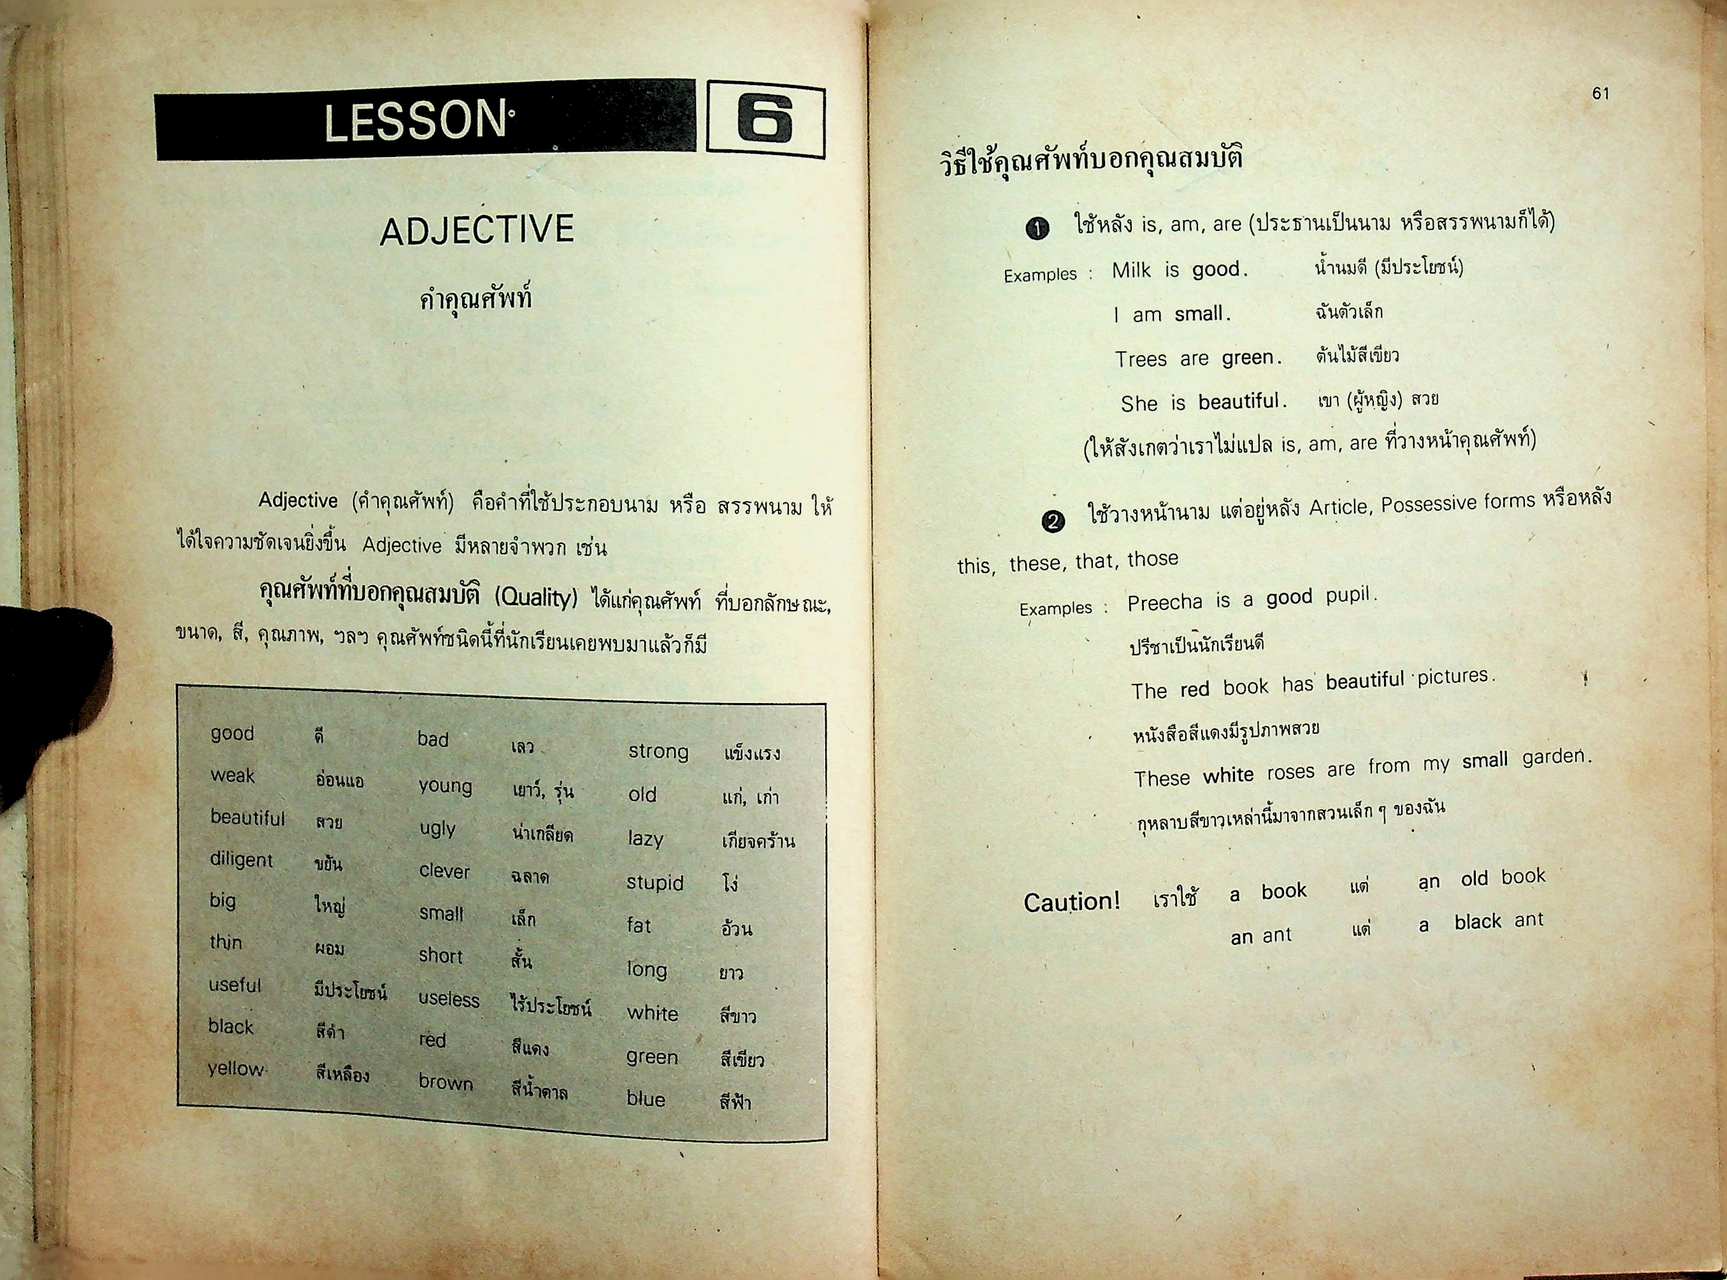 LESSON 6
ADJECTIVE
คำคุณศัพท์
Adjective (คำคุณศัพท์) คือคำที่ใช้ประกอบนาม หรือ สรรพนาม ให้
ได้ใจความชัดเจนยิ่งขึ้น Adjective มีหลายจำพวก เช่น
คุณศัพท์ที่บอกคุณสมบัติ (Quality) ได้แก่คุณศัพท์ ที่บอกลักษณะ,
ขนาด, สี, คุณภาพ, ฯลฯ คุณศัพท์ชนิดนี้ที่นักเรียนเคยพบมาแล้วก็มี
good ดี bad เลว strong แข็งแรง
weak อ่อนแอ young เยาว์, รุ่น old แก่, เก่า
beautiful สวย ugly น่าเกลียด lazy เกียจคร้าน
diligent ขยัน clever ฉลาด stupid โง่
big ใหญ่ small เล็ก fat อ้วน
thin ผอม short สั้น long ยาว
useful มีประโยชน์ useless ไร้ประโยชน์ white สีขาว
black สีดำ red สีแดง green สีเขียว
yellow สีเหลือง brown สีน้ำตาล blue สีฟ้า
61
วิธีใช้คุณศัพท์บอกคุณสมบัติ
1 ใช้หลัง is, am, are (ประธานเป็นนาม หรือสรรพนามก็ได้)
Examples : Milk is good. น้ำนมดี (มีประโยชน์)
I am small. ฉันตัวเล็ก
Trees are green. ต้นไม้สีเขียว
She is beautiful. เขา (ผู้หญิง) สวย
(ให้สังเกตว่าเราไม่แปล is, am, are ที่วางหน้าคุณศัพท์)
2 ใช้วางหน้านาม แต่อยู่หลัง Article, Possessive forms หรือหลัง
this, these, that, those
Examples : Preecha is a good pupil.
ปรีชาเป็นนักเรียนดี
The red book has beautiful pictures.
หนังสือสีแดงมีรูปภาพสวย
These white roses are from my small garden.
กุหลาบสีขาวเหล่านี้มาจากสวนเล็ก ๆ ของฉัน
Caution! เราใช้ a book แต่ an old book
an ant แต่ a black ant